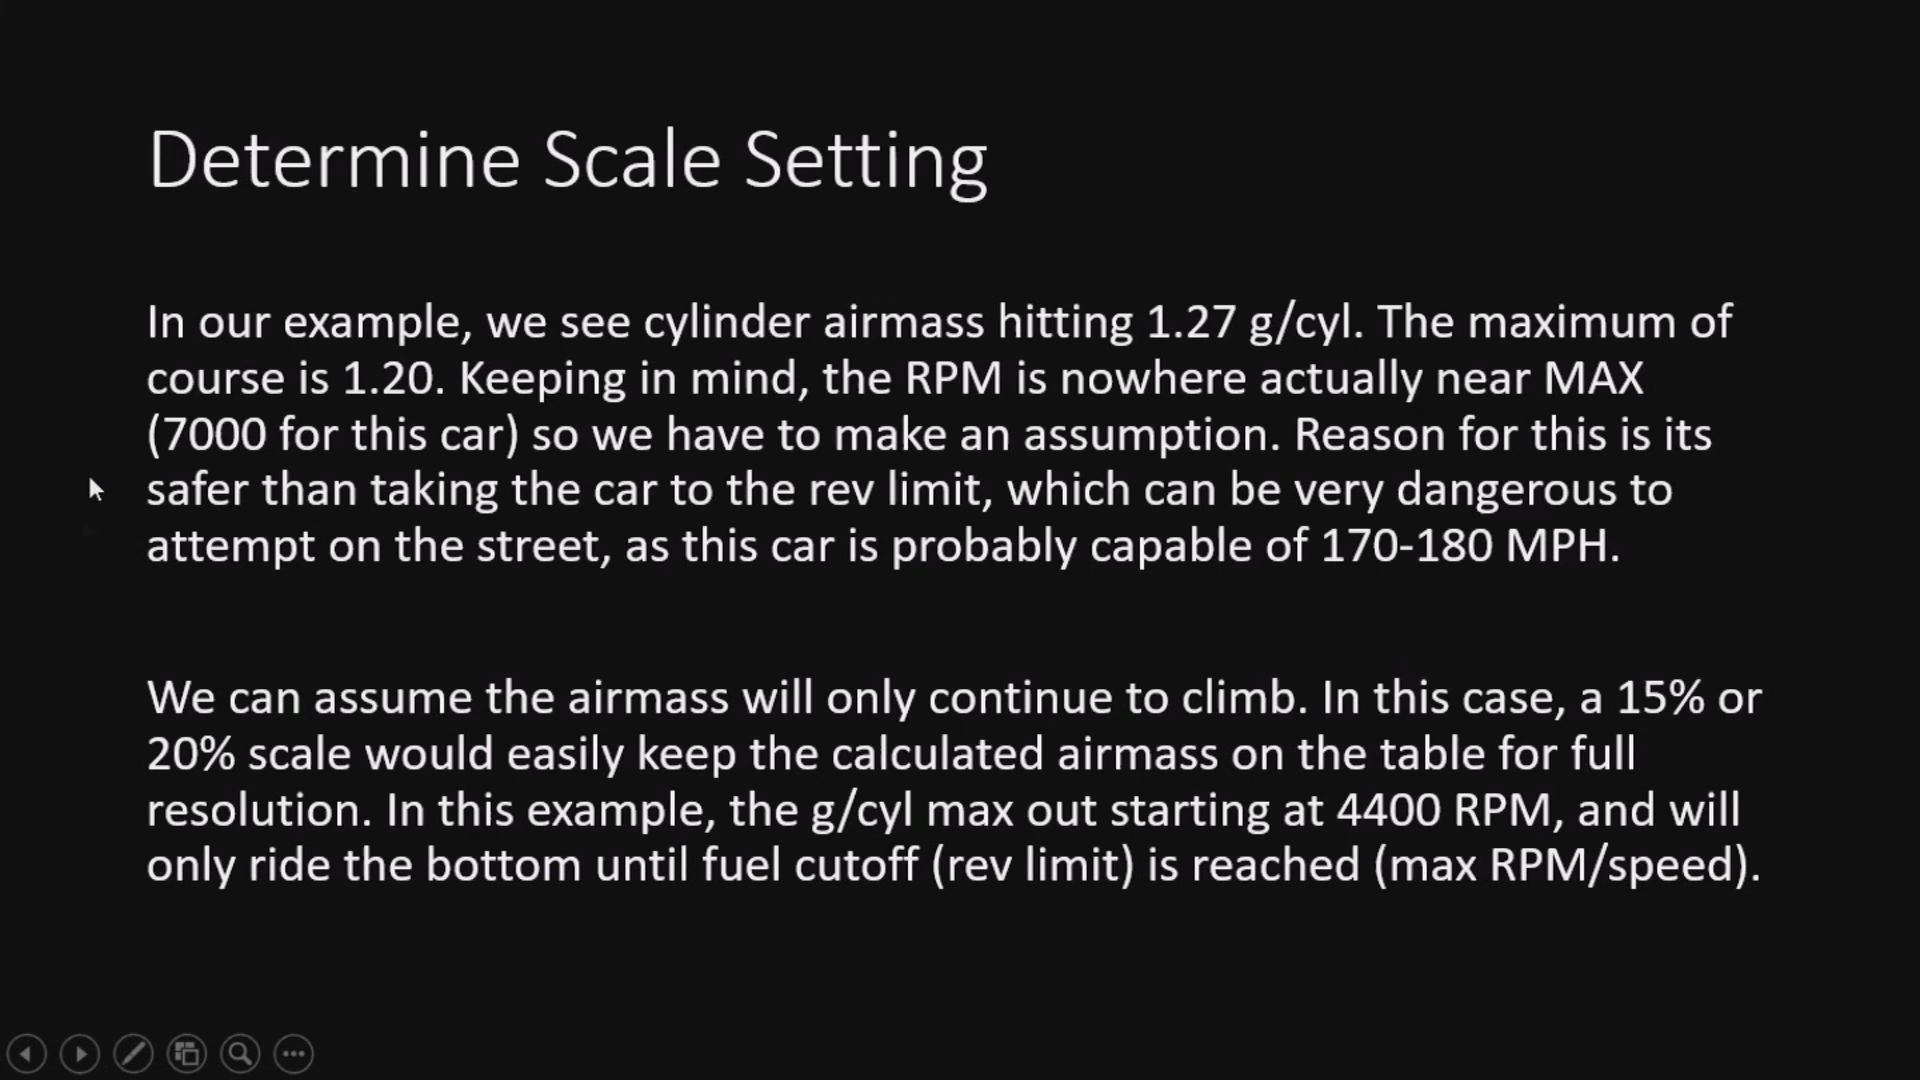 Determine Scale Setting
In our example, we see cylinder airmass hitting 1.27 g/cyl. The maximum of
course is 1.20. Keeping in mind, the RPM is nowhere actually near MAX
(7000 for this car) so we have to make an assumption. Reason for this is its
safer than taking the car to the rev limit, which can be very dangerous to
attempt on the street, as this car is probably capable of 170-180 MPH.
We can assume the airmass will only continue to climb. In this case, a 15% or
20% scale would easily keep the calculated airmass on the table for full
resolution. In this example, the g/cyl max out starting at 4400 RPM, and will
only ride the bottom until fuel cutoff (rev limit) is reached (max RPM/speed).